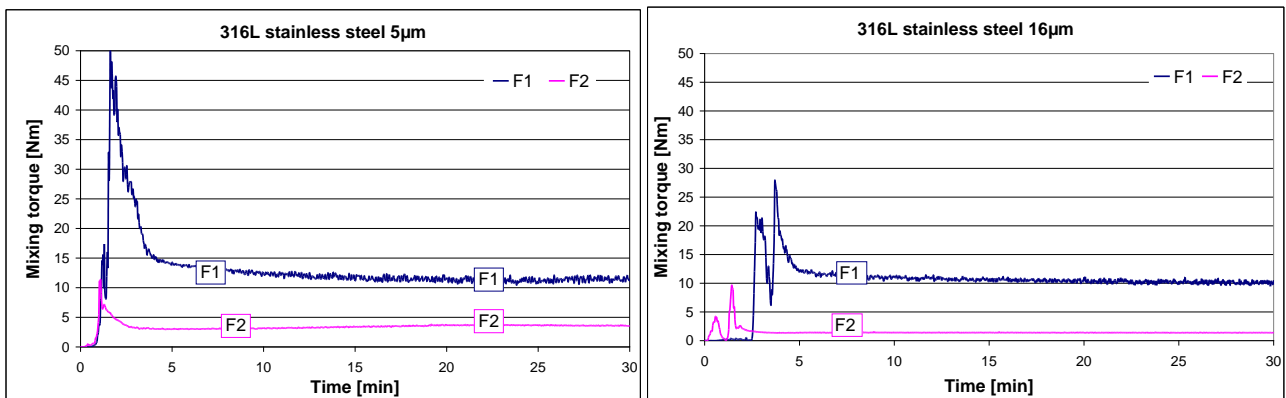 316L stainless steel 5µm
50
45
40
35
30
25
20
15
10
5
0
Mixing torque [Nm]
F1 F2
F1
F1
F2
F2
0 5 10 15 20 25 30
Time [min]
316L stainless steel 16µm
50
45
40
35
30
25
20
15
10
5
0
Mixing torque [Nm]
F1 F2
F1
F2
0 5 10 15 20 25 30
Time [min]